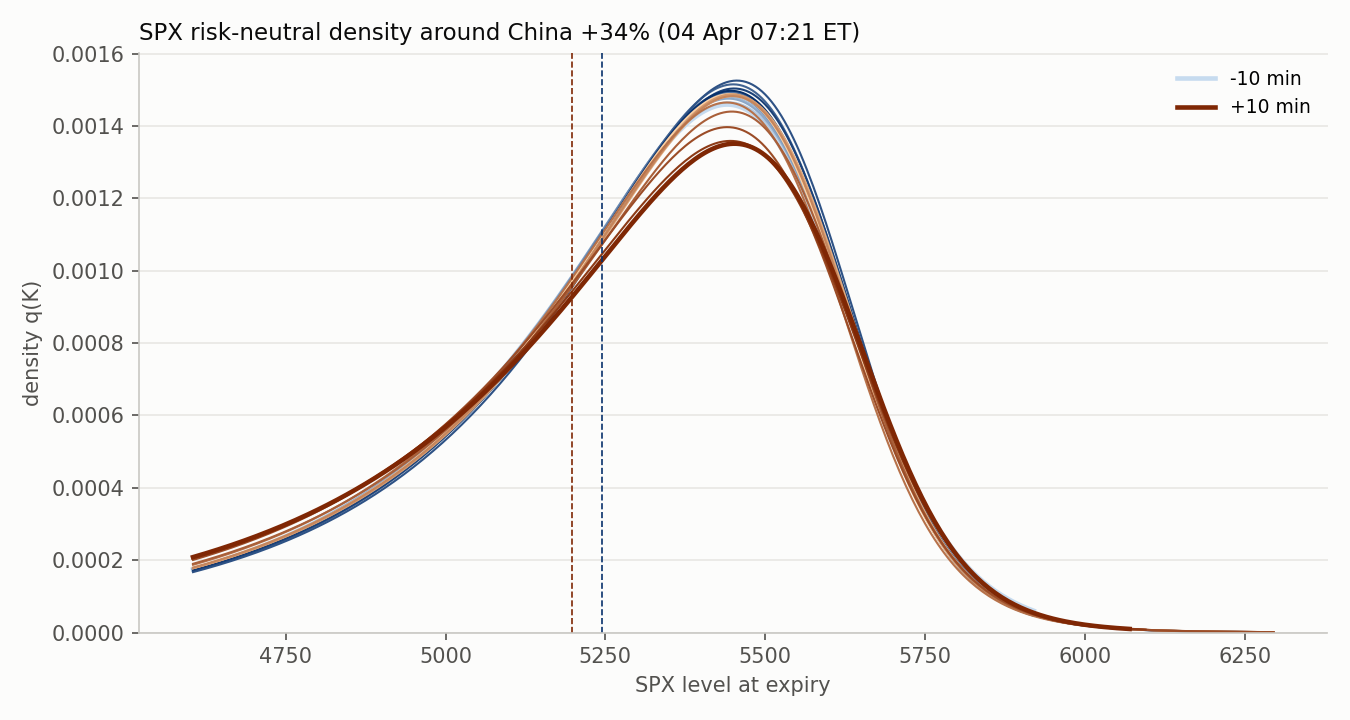 SPX risk-neutral density around China +34% (04 Apr 07:21 ET)
-10 min
+10 min
density q(K)
0.0016
0.0014
0.0012
0.0010
0.0008
0.0006
0.0004
0.0002
0.0000
4750 5000 5250 5500 5750 6000 6250
SPX level at expiry